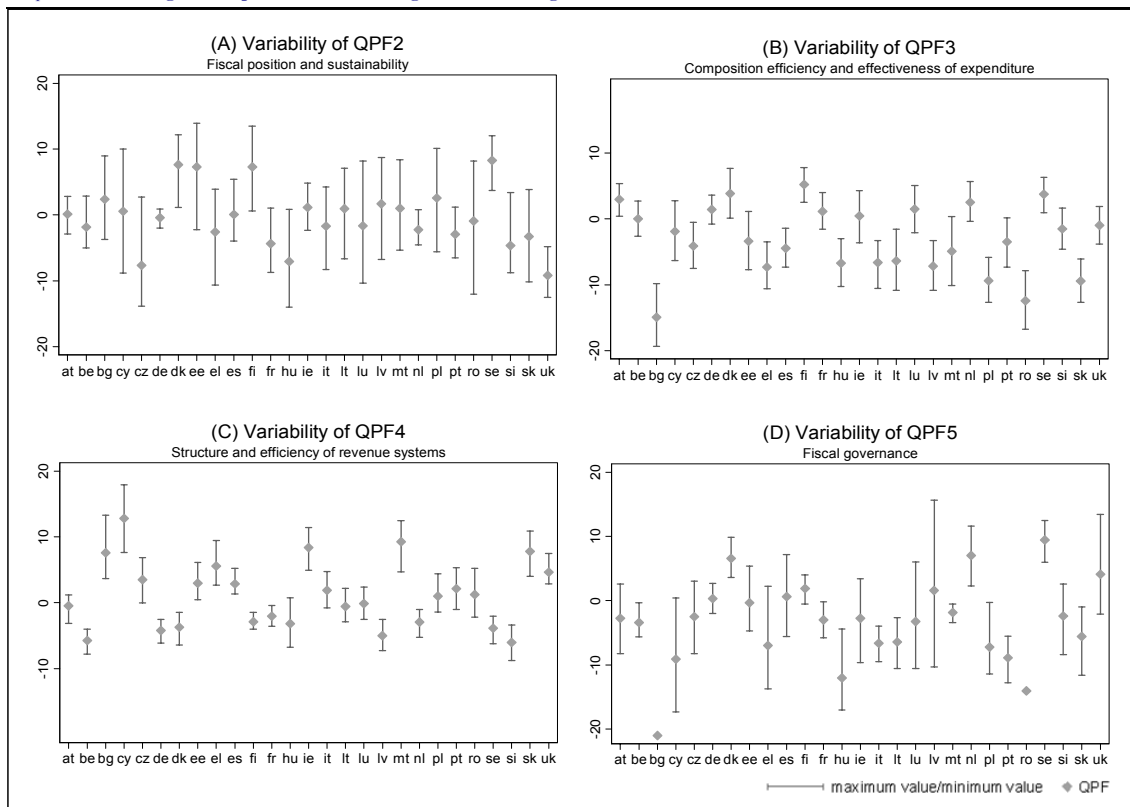 (A) Variability of QPF2
Fiscal position and sustainability
20
10
0
-10
-20
at be bg cy cz de dk ee el es fi fr hu ie it lt lu lv mt nl pl pt ro se si sk uk
(B) Variability of QPF3
Composition efficiency and effectiveness of expenditure
10
0
-10
-20
at be bg cy cz de dk ee el es fi fr hu ie it lt lu lv mt nl pl pt ro se si sk uk
(C) Variability of QPF4
Structure and efficiency of revenue systems
20
10
0
-10
at be bg cy cz de dk ee el es fi fr hu ie it lt lu lv mt nl pl pt ro se si sk uk
(D) Variability of QPF5
Fiscal governance
20
10
0
-10
-20
at be bg cy cz de dk ee el es fi fr hu ie it lt lu lv mt nl pl pt ro se si sk uk
maximum value/minimum value QPF